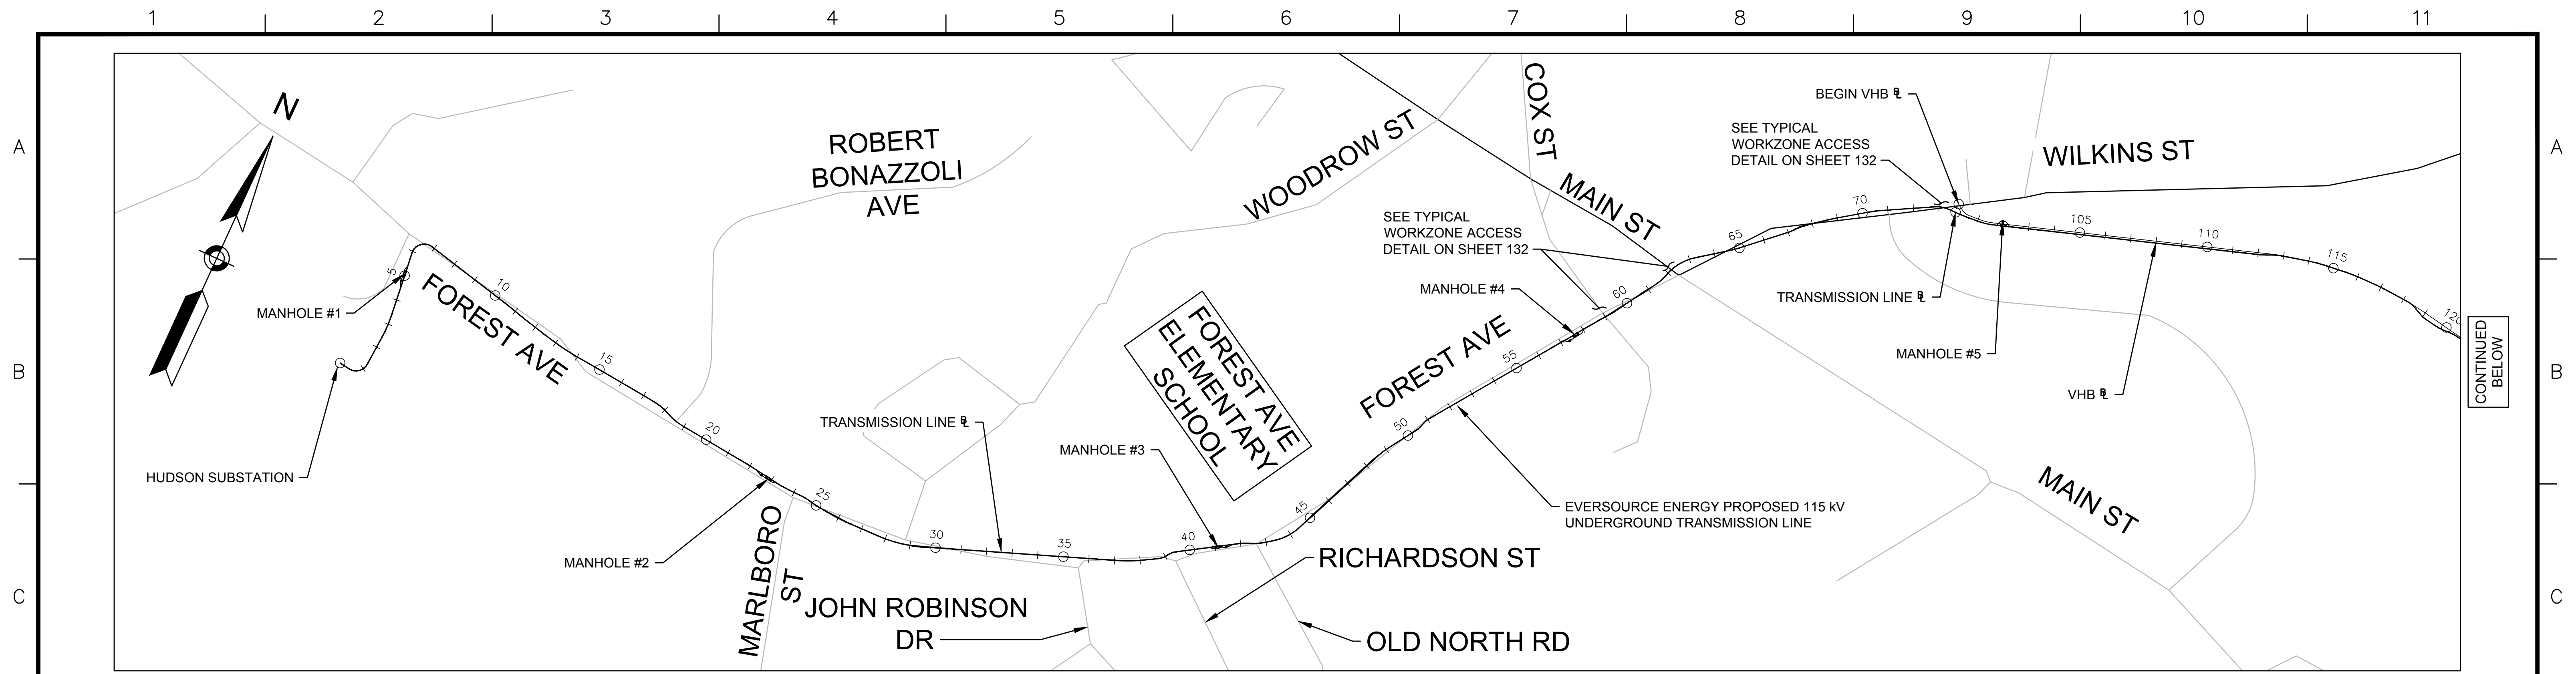 1 2 3 4 5 6 7 8 9 10 11
A
A
B
B
C
C
N
ROBERT
BONAZZOLI
AVE
WOODROW ST
COX ST
MAIN ST
WILKINS ST
BEGIN VHB ℄
SEE TYPICAL
WORKZONE ACCESS
DETAIL ON SHEET 132
SEE TYPICAL
WORKZONE ACCESS
DETAIL ON SHEET 132
MANHOLE #1
FOREST AVE
HUDSON SUBSTATION
MANHOLE #2
MARLBORO
ST
TRANSMISSION LINE ℄
MANHOLE #3
FOREST AVE
ELEMENTARY
SCHOOL
FOREST AVE
MANHOLE #4
TRANSMISSION LINE ℄
MANHOLE #5
VHB ℄
CONTINUED
BELOW
EVERSOURCE ENERGY PROPOSED 115 kV
UNDERGROUND TRANSMISSION LINE
MAIN ST
JOHN ROBINSON
DR
RICHARDSON ST
OLD NORTH RD
5
10
15
20
25
30
35
40
45
50
55
60
65
70
105
110
115
120